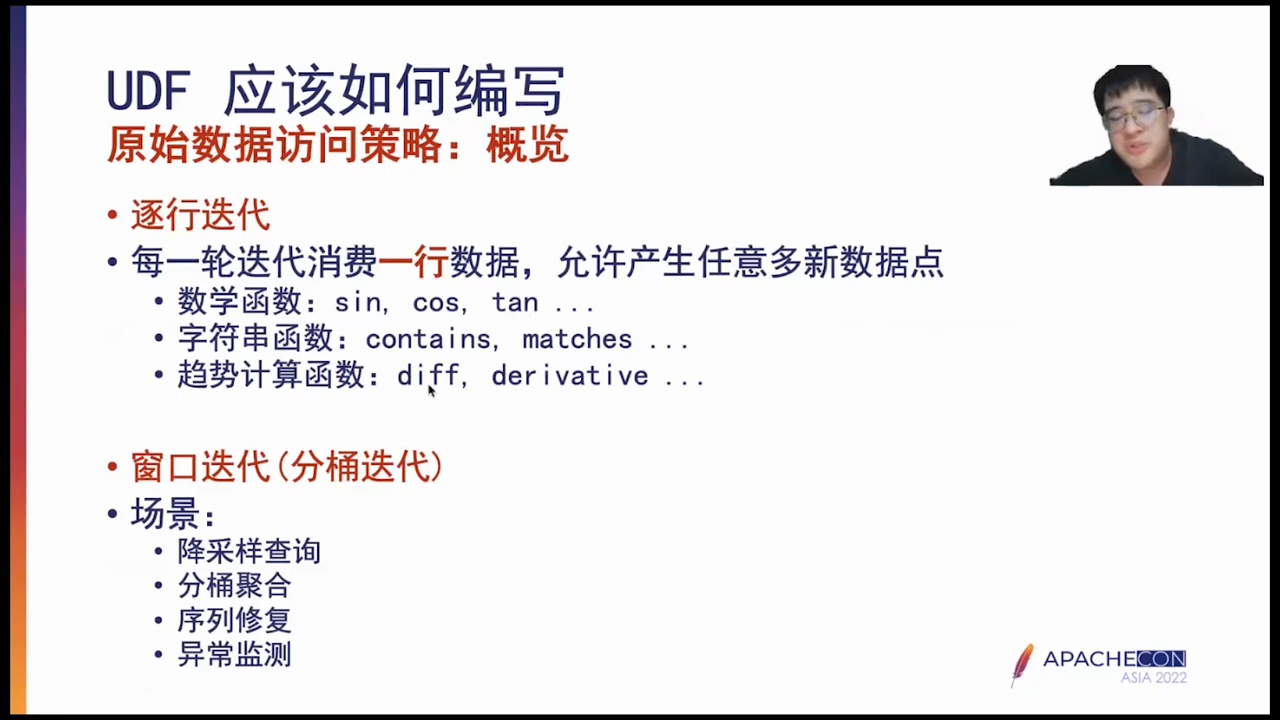 UDF 应该如何编写
原始数据访问策略：概览
• 逐行迭代
• 每一轮迭代消费一行数据，允许产生任意多新数据点
• 数学函数：sin, cos, tan ...
• 字符串函数：contains, matches ...
• 趋势计算函数：diff, derivative ...
• 窗口迭代(分桶迭代)
• 场景：
• 降采样查询
• 分桶聚合
• 序列修复
• 异常监测
APACHECON
ASIA 2022